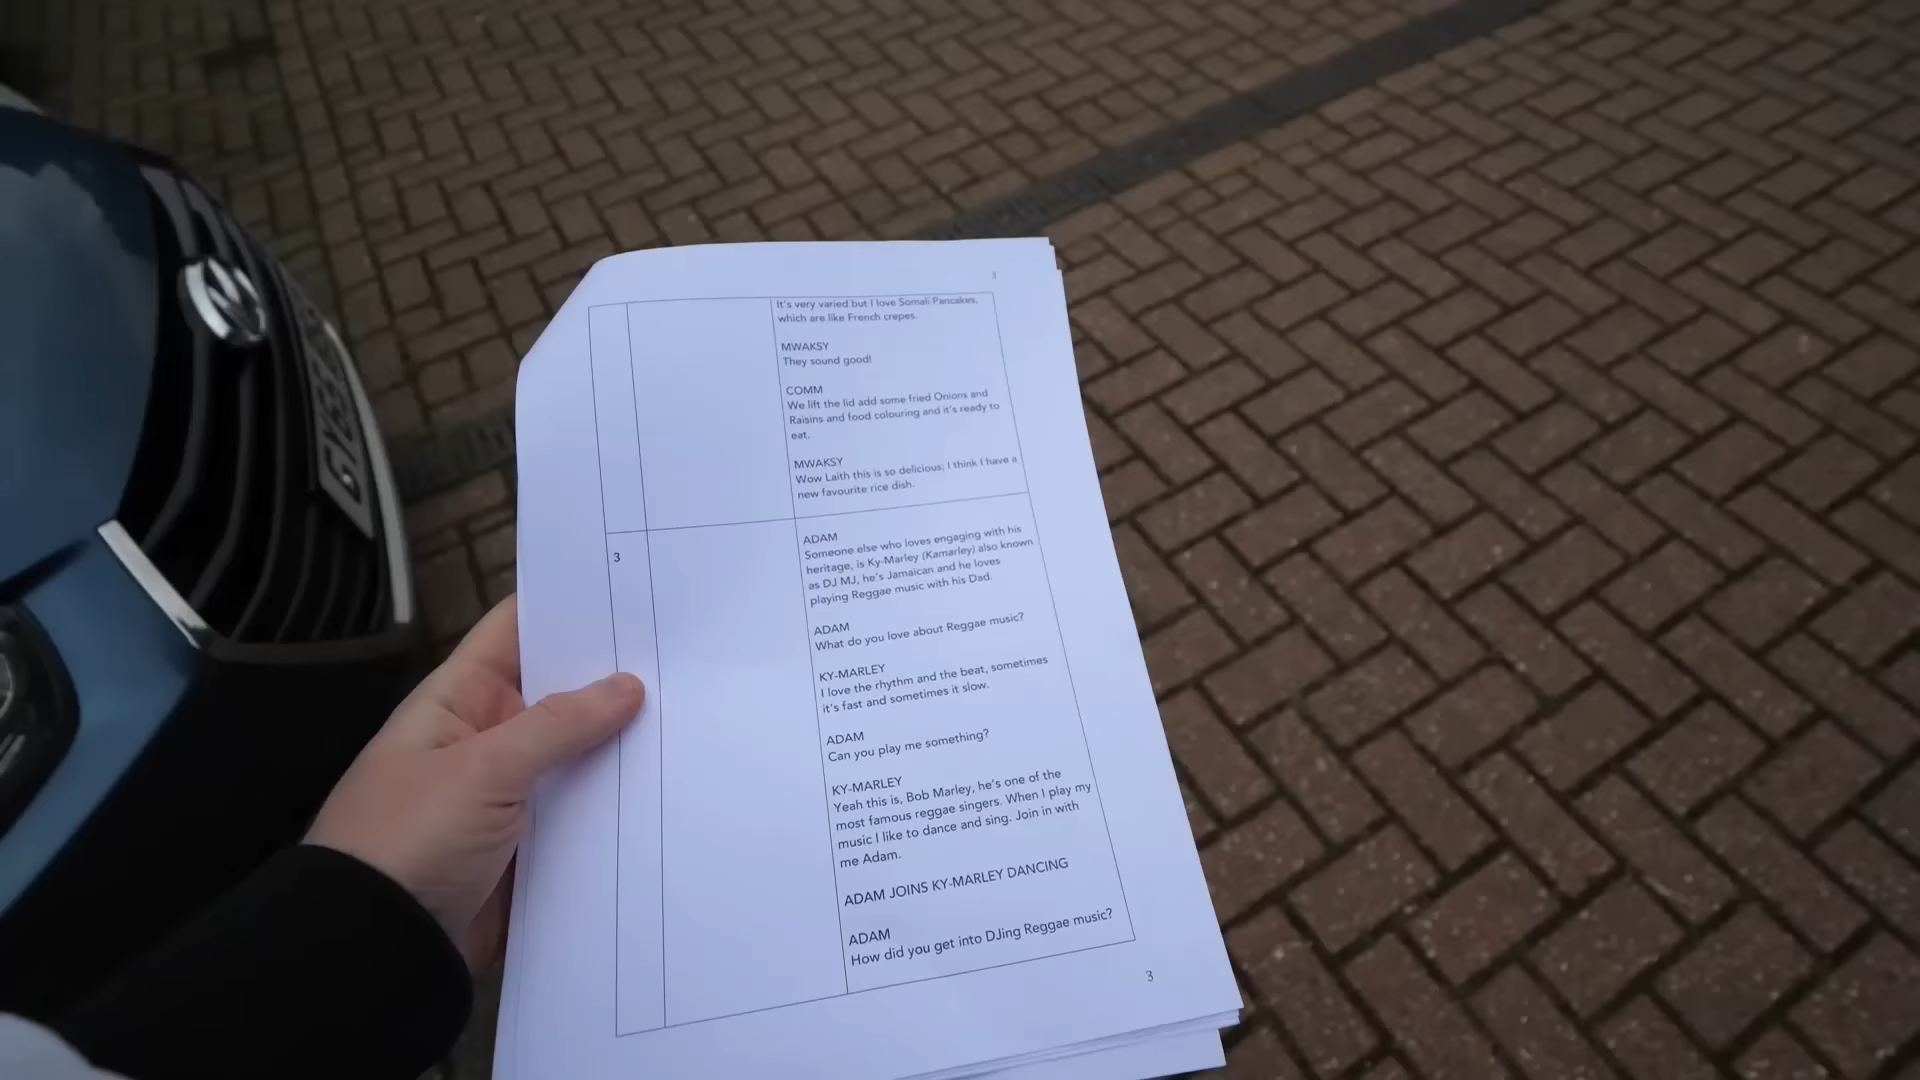 3
It's very varied but I love Somali Pancakes,
which are like French crepes.
MWAKSY
They sound good!
COMM
We lift the lid add some fried Onions and
Raisins and food colouring and it's ready to
eat.
MWAKSY
Wow Laith this is so delicious, I think I have a
new favourite rice dish.
3
ADAM
Someone else who loves engaging with his
heritage, is Ky-Marley (Kamarley) also known
as DJ MJ, he's Jamaican and he loves
playing Reggae music with his Dad.
ADAM
What do you love about Reggae music?
KY-MARLEY
I love the rhythm and the beat, sometimes
it's fast and sometimes it slow.
ADAM
Can you play me something?
KY-MARLEY
Yeah this is, Bob Marley, he's one of the
most famous reggae singers. When I play my
music I like to dance and sing. Join in with
me Adam.
ADAM JOINS KY-MARLEY DANCING
ADAM
How did you get into DJing Reggae music?
3